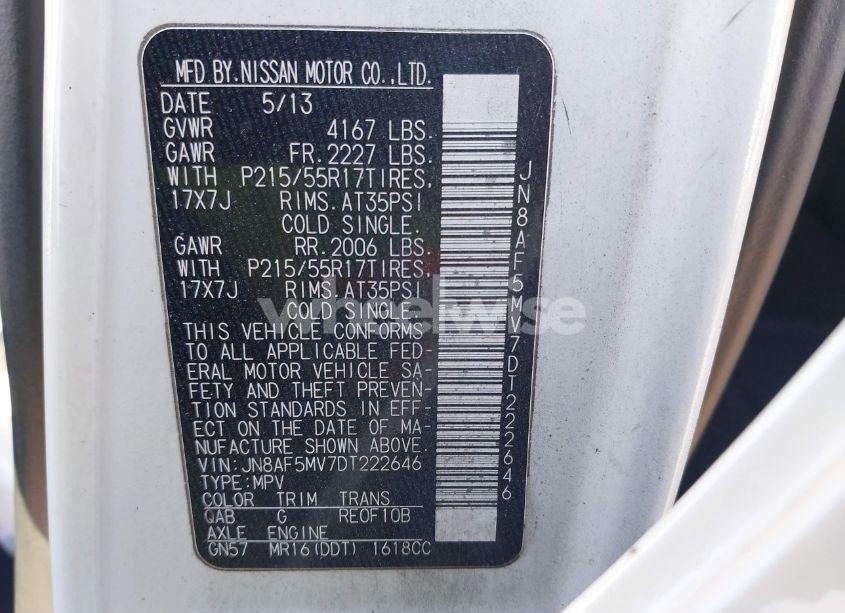 MFD BY.NISSAN MOTOR CO.,LTD.
DATE 5/13
GVWR 4167 LBS.
GAWR FR.2227 LBS.
WITH P215/55R17TIRES,
17X7J RIMS.AT35PSI
COLD SINGLE.
GAWR RR.2006 LBS
WITH P215/55R17TIRES,
17X7J RIMS.AT35PSI
COLD SINGLE
THIS VEHICLE CONFORMS
TO ALL APPLICABLE FED-
ERAL MOTOR VEHICLE SA-
FETY AND THEFT PREVEN-
TION STANDARDS IN EFF-
ECT ON THE DATE OF MA-
NUFACTURE SHOWN ABOVE.
VIN:JN8AF5MV7DT222646
TYPE:MPV
COLOR TRIM TRANS
QAB G REOF10B
AXLE ENGINE
GN57 MR16(DDT) 1618CC
JN8AF5MV7DT222646
wheelwise